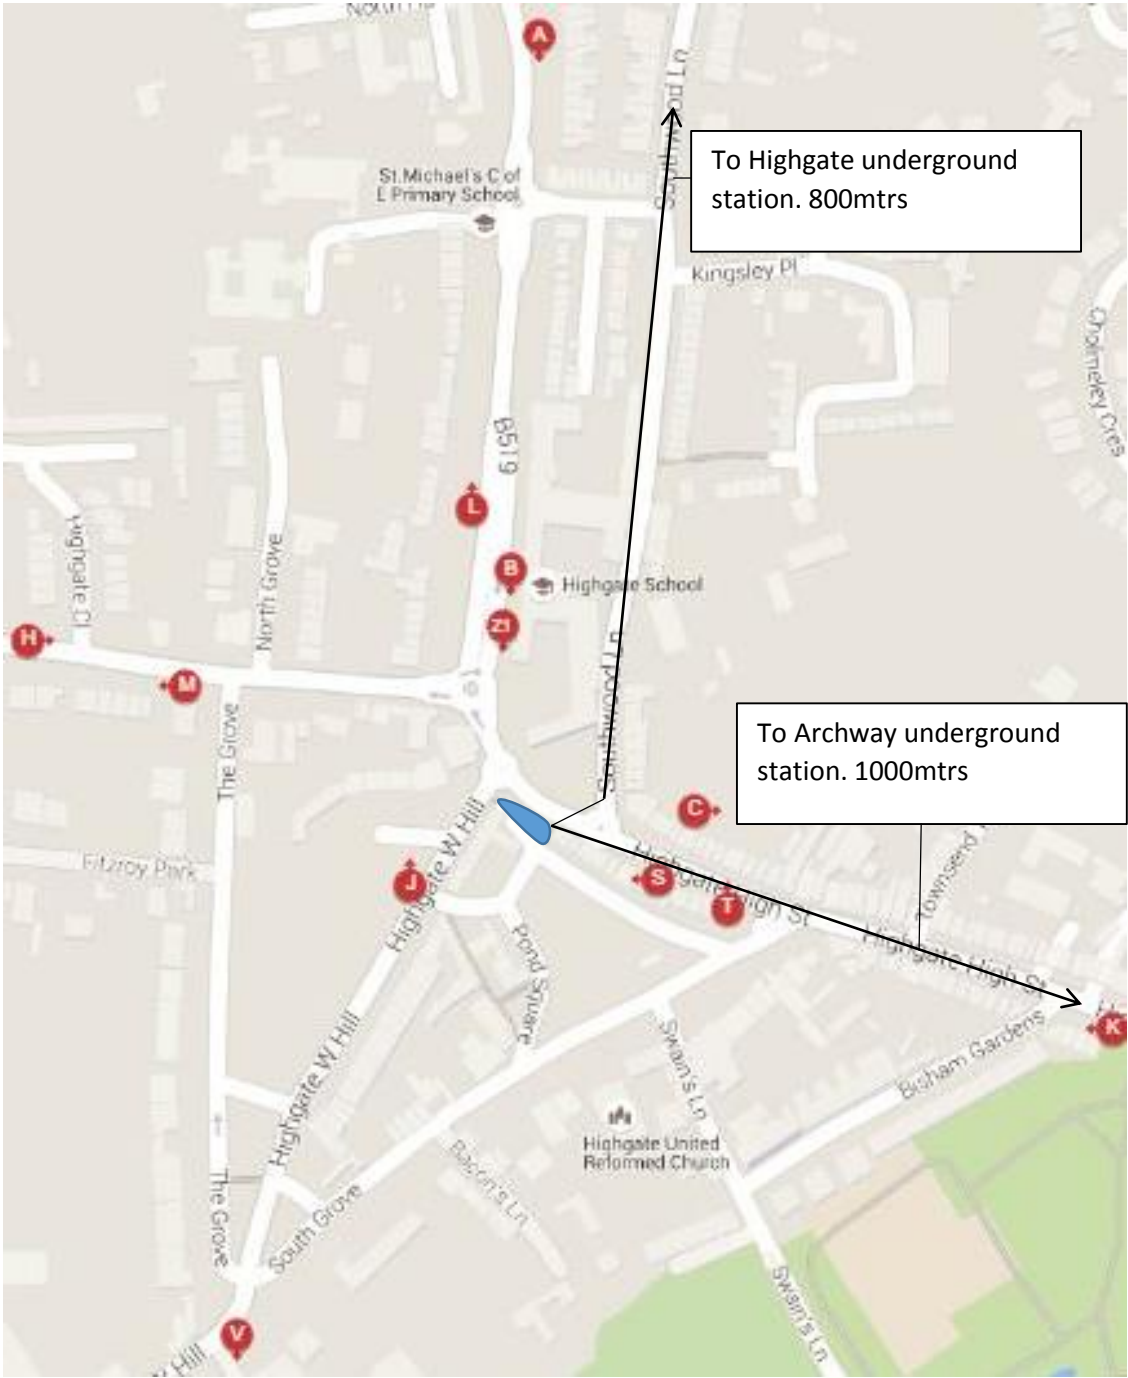 A
St.Michael's C of
E Primary School
To Highgate underground
station. 800mtrs
Kingsley Pl
Cholmeley Cres
B519
L
B
Highgate School
Z1
Highgate Cl
North Grove
H
M
Southwood Ln
The Grove
To Archway underground
station. 1000mtrs
C
Highgate W Hill
Fitzroy Park
J
S
T
Highgate High St
Townsend
Highgate High St
Pond Square
K
Highgate W Hill
Swain's Ln
Bisham Gardens
Highgate United
Reformed Church
Bacon's Ln
The Grove
South Grove
Swain's Ln
V
Hill